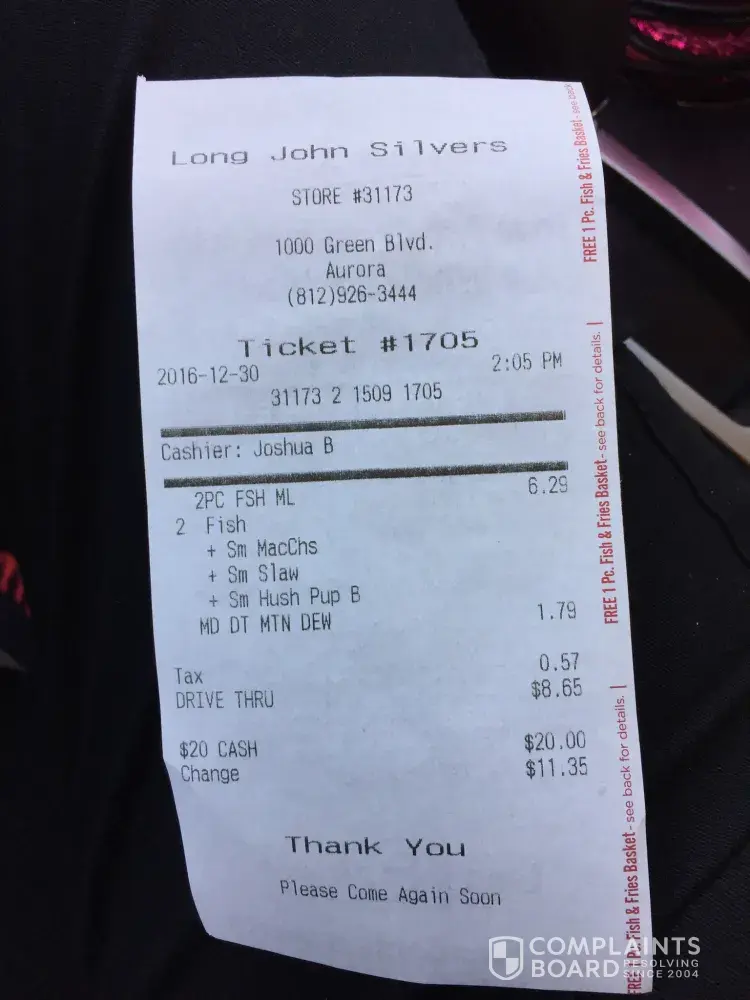 Long John Silvers
STORE #31173
1000 Green Blvd.
Aurora
(812)926-3444
Ticket #1705
2016-12-30 2:05 PM
31173 2 1509 1705
Cashier: Joshua B
2PC FSH ML 6.29
2 Fish
+ Sm MacChs
+ Sm Slaw
+ Sm Hush Pup B
MD DT MTN DEW 1.79
Tax 0.57
DRIVE THRU $8.65
$20 CASH $20.00
Change $11.35
Thank You
Please Come Again Soon
FREE 1 Pc. Fish & Fries Basket - see back
FREE 1 Pc. Fish & Fries Basket - see back for details. |
FREE 1 Pc. Fish & Fries Basket - see back for details. |
COMPLAINTS
BOARD RESOLVING
SINCE 2004